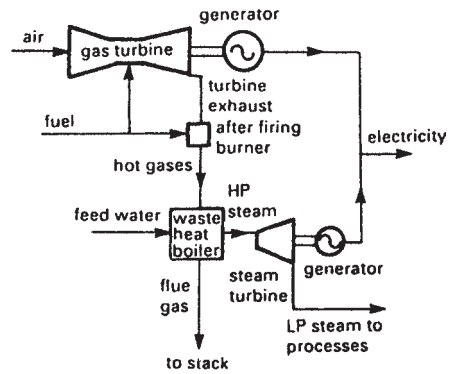 generator
air
gas turbine
turbine
exhaust
fuel
after firing
burner
electricity
hot gases
HP
steam
feed water
waste
heat
boiler
generator
steam
turbine
flue
gas
LP steam to
processes
to stack